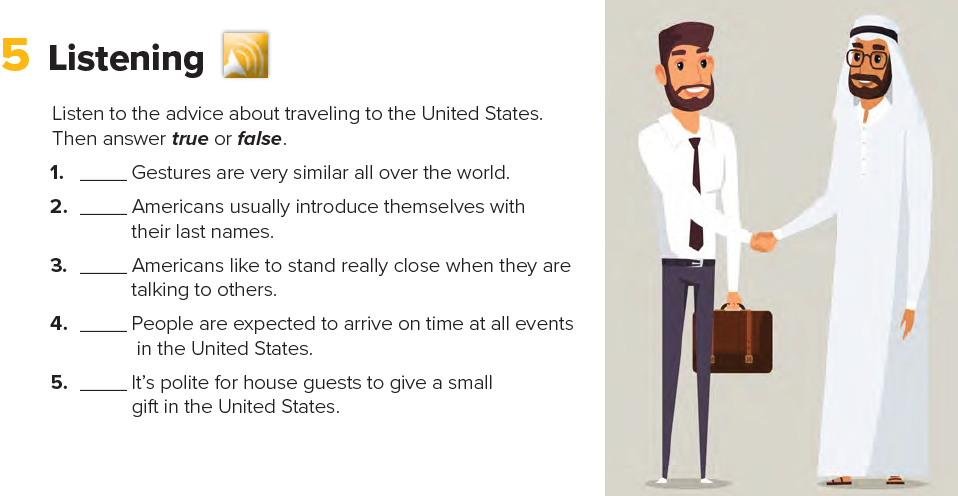 5 Listening
Listen to the advice about traveling to the United States.
Then answer true or false.
1. _____ Gestures are very similar all over the world.
2. _____ Americans usually introduce themselves with
their last names.
3. _____ Americans like to stand really close when they are
talking to others.
4. _____ People are expected to arrive on time at all events
in the United States.
5. _____ It's polite for house guests to give a small
gift in the United States.